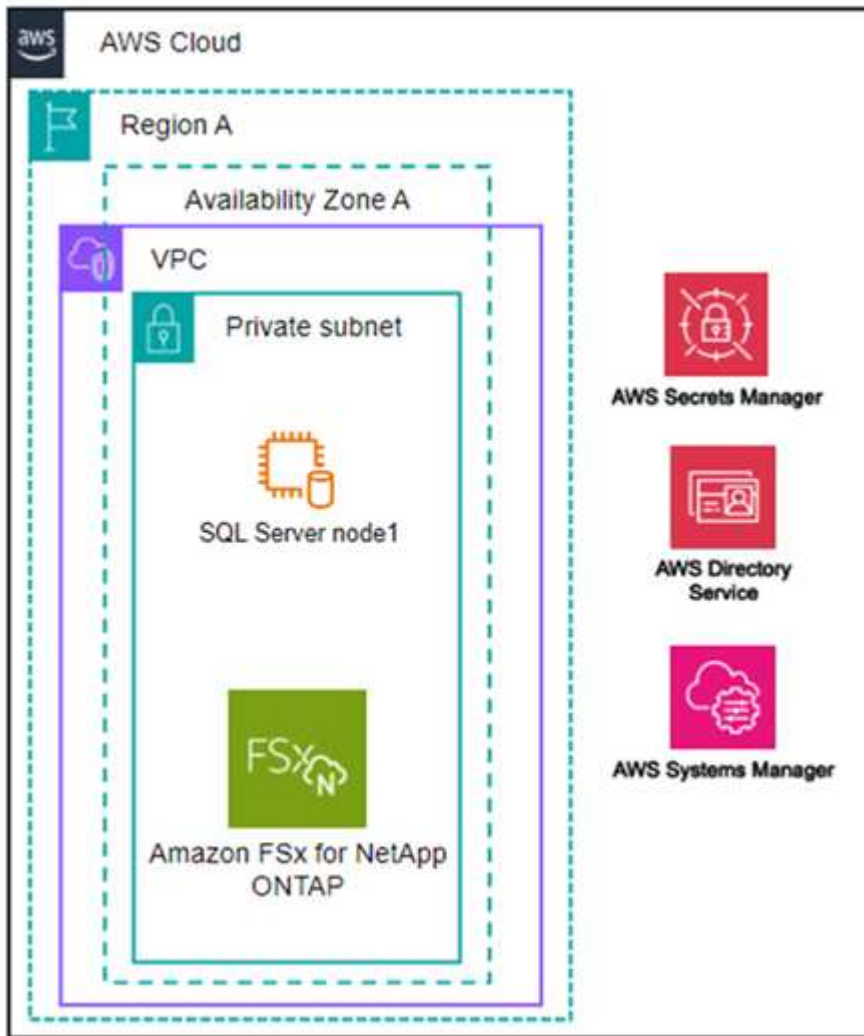 aws
AWS Cloud
Region A
Availability Zone A
VPC
Private subnet
SQL Server node1
FSx
N
Amazon FSx for NetApp
ONTAP
AWS Secrets Manager
AWS Directory
Service
AWS Systems Manager